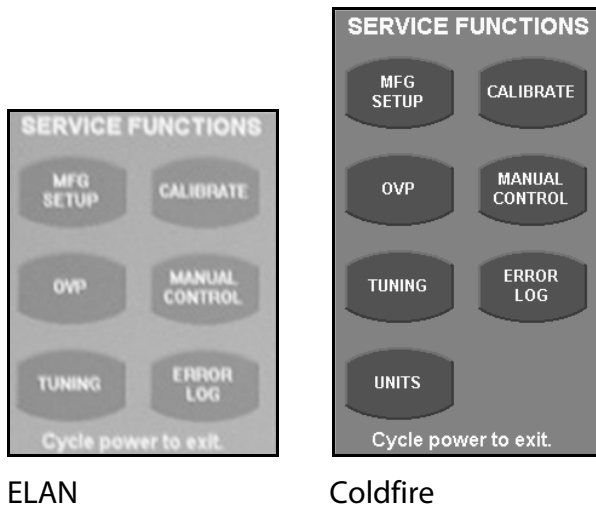 SERVICE FUNCTIONS
MFG
SETUP
CALIBRATE
OVP
MANUAL
CONTROL
TUNING
ERROR
LOG
Cycle power to exit.
ELAN
SERVICE FUNCTIONS
MFG
SETUP
CALIBRATE
OVP
MANUAL
CONTROL
TUNING
ERROR
LOG
UNITS
Cycle power to exit.
Coldfire